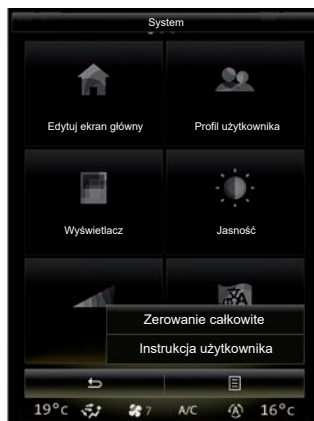 System
Edytuj ekran główny
Profil użytkownika
Wyświetlacz
Jasność
Zerowanie całkowite
Instrukcja użytkownika
19°c 7 A/C 16°c